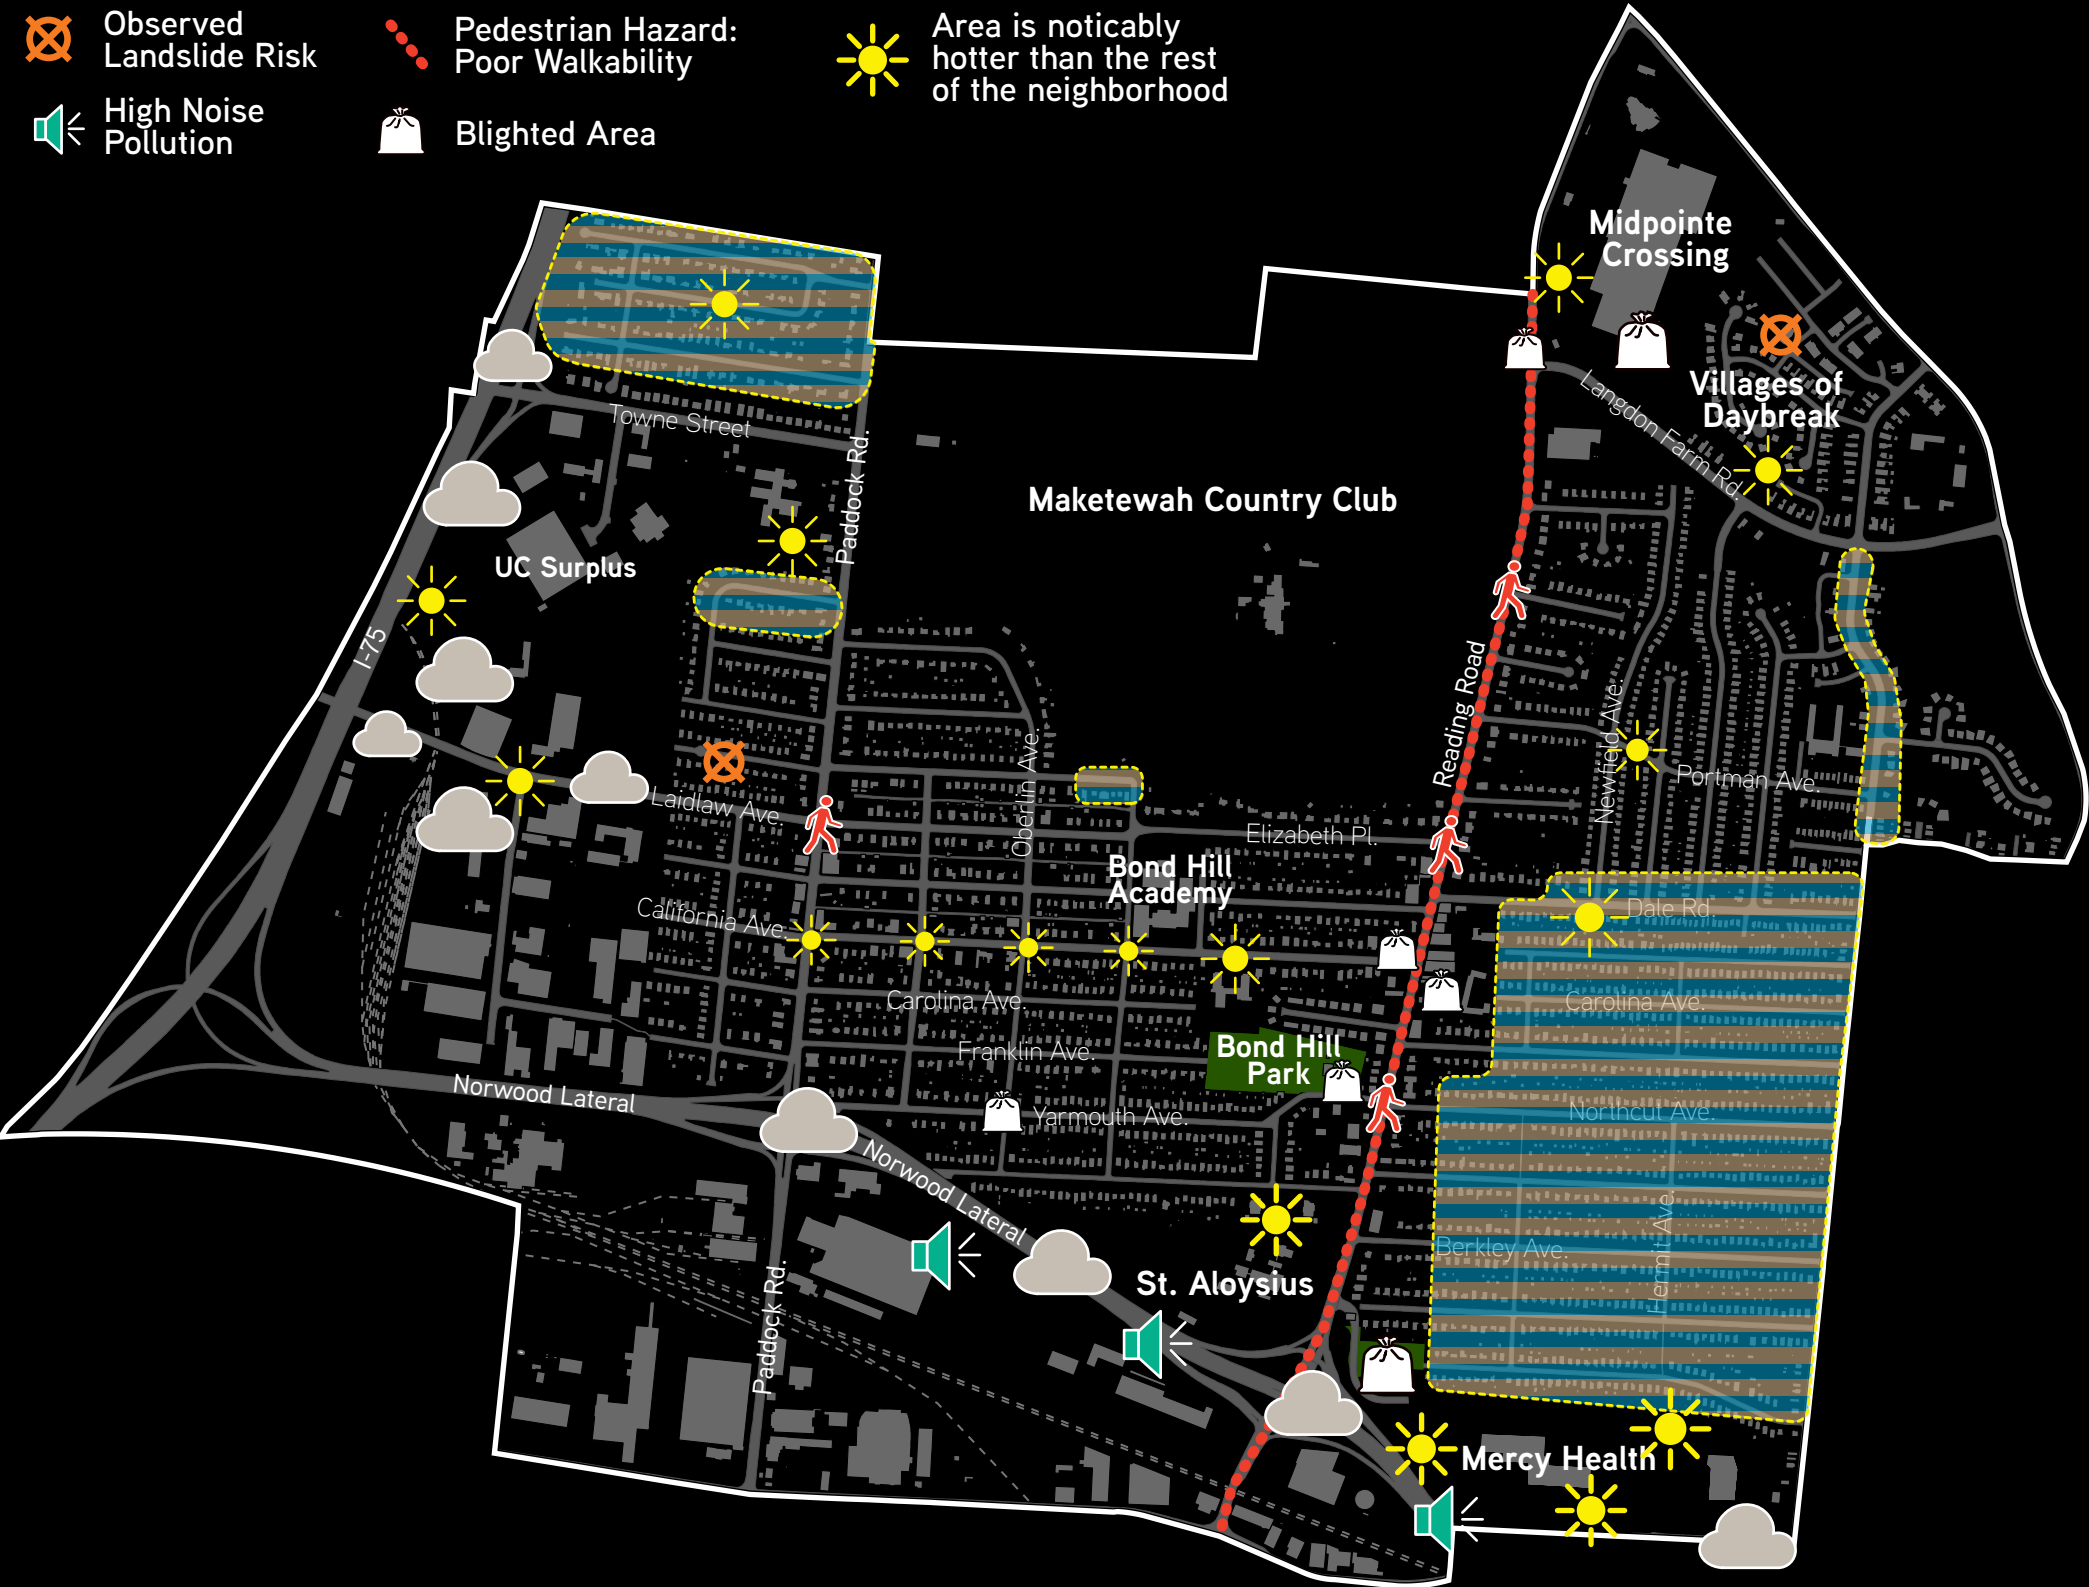 Observed
Landslide Risk
High Noise
Pollution
Pedestrian Hazard:
Poor Walkability
Blighted Area
Area is noticably
hotter than the rest
of the neighborhood
Midpointe
Crossing
Villages of
Daybreak
Langdon Farm Rd.
Towne Street
Paddock Rd.
Maketewah Country Club
UC Surplus
I-75
Reading Road
Newfield Ave.
Portman Ave.
Oberlin Ave.
Laidlaw Ave.
Elizabeth Pl.
Bond Hill
Academy
California Ave.
Dale Rd.
Carolina Ave.
Carolina Ave.
Franklin Ave.
Bond Hill
Park
Norwood Lateral
Yarmouth Ave.
Northcut Ave.
Norwood Lateral
Berkley Ave.
Hermit Ave.
St. Aloysius
Paddock Rd.
Mercy Health